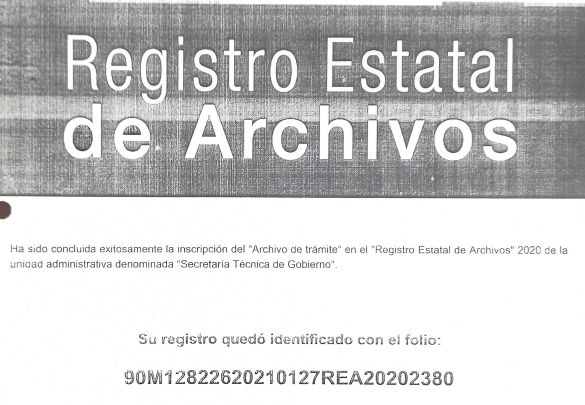 Registro Estatal
de Archivos
Ha sido concluida exitosamente la inscripción del "Archivo de trámite" en el "Registro Estatal de Archivos" 2020 de la
unidad administrativa denominada "Secretaría Técnica de Gobierno".
Su registro quedó identificado con el folio:
90M12822620210127REA20202380